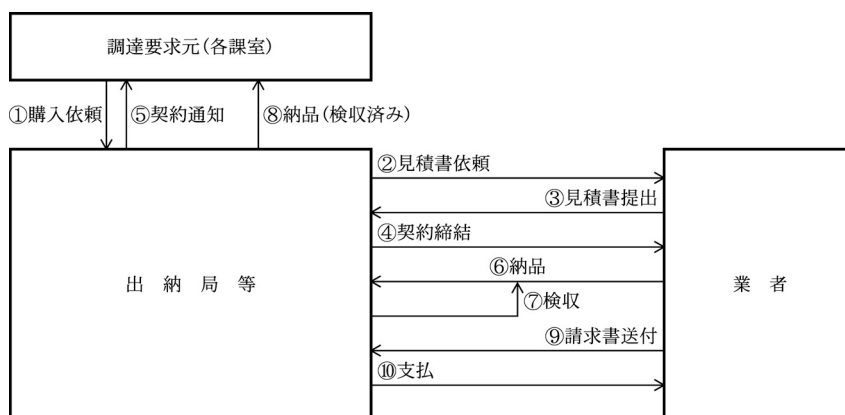 調達要求元(各課室)
①購入依頼
⑤契約通知
⑧納品(検収済み)
②見積書依頼
③見積書提出
④契約締結
⑥納品
出納局等
業者
⑦検収
⑨請求書送付
⑩支払